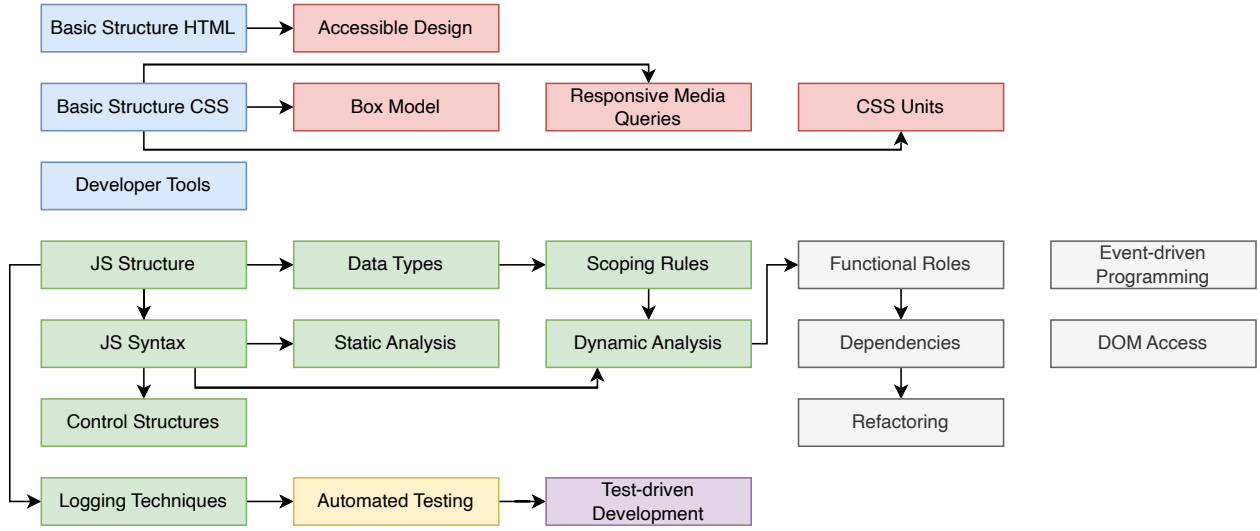 Basic Structure HTML
Accessible Design
Basic Structure CSS
Box Model
Responsive Media
Queries
CSS Units
Developer Tools
JS Structure
Data Types
Scoping Rules
Functional Roles
Event-driven
Programming
JS Syntax
Static Analysis
Dynamic Analysis
Dependencies
DOM Access
Control Structures
Refactoring
Logging Techniques
Automated Testing
Test-driven
Development